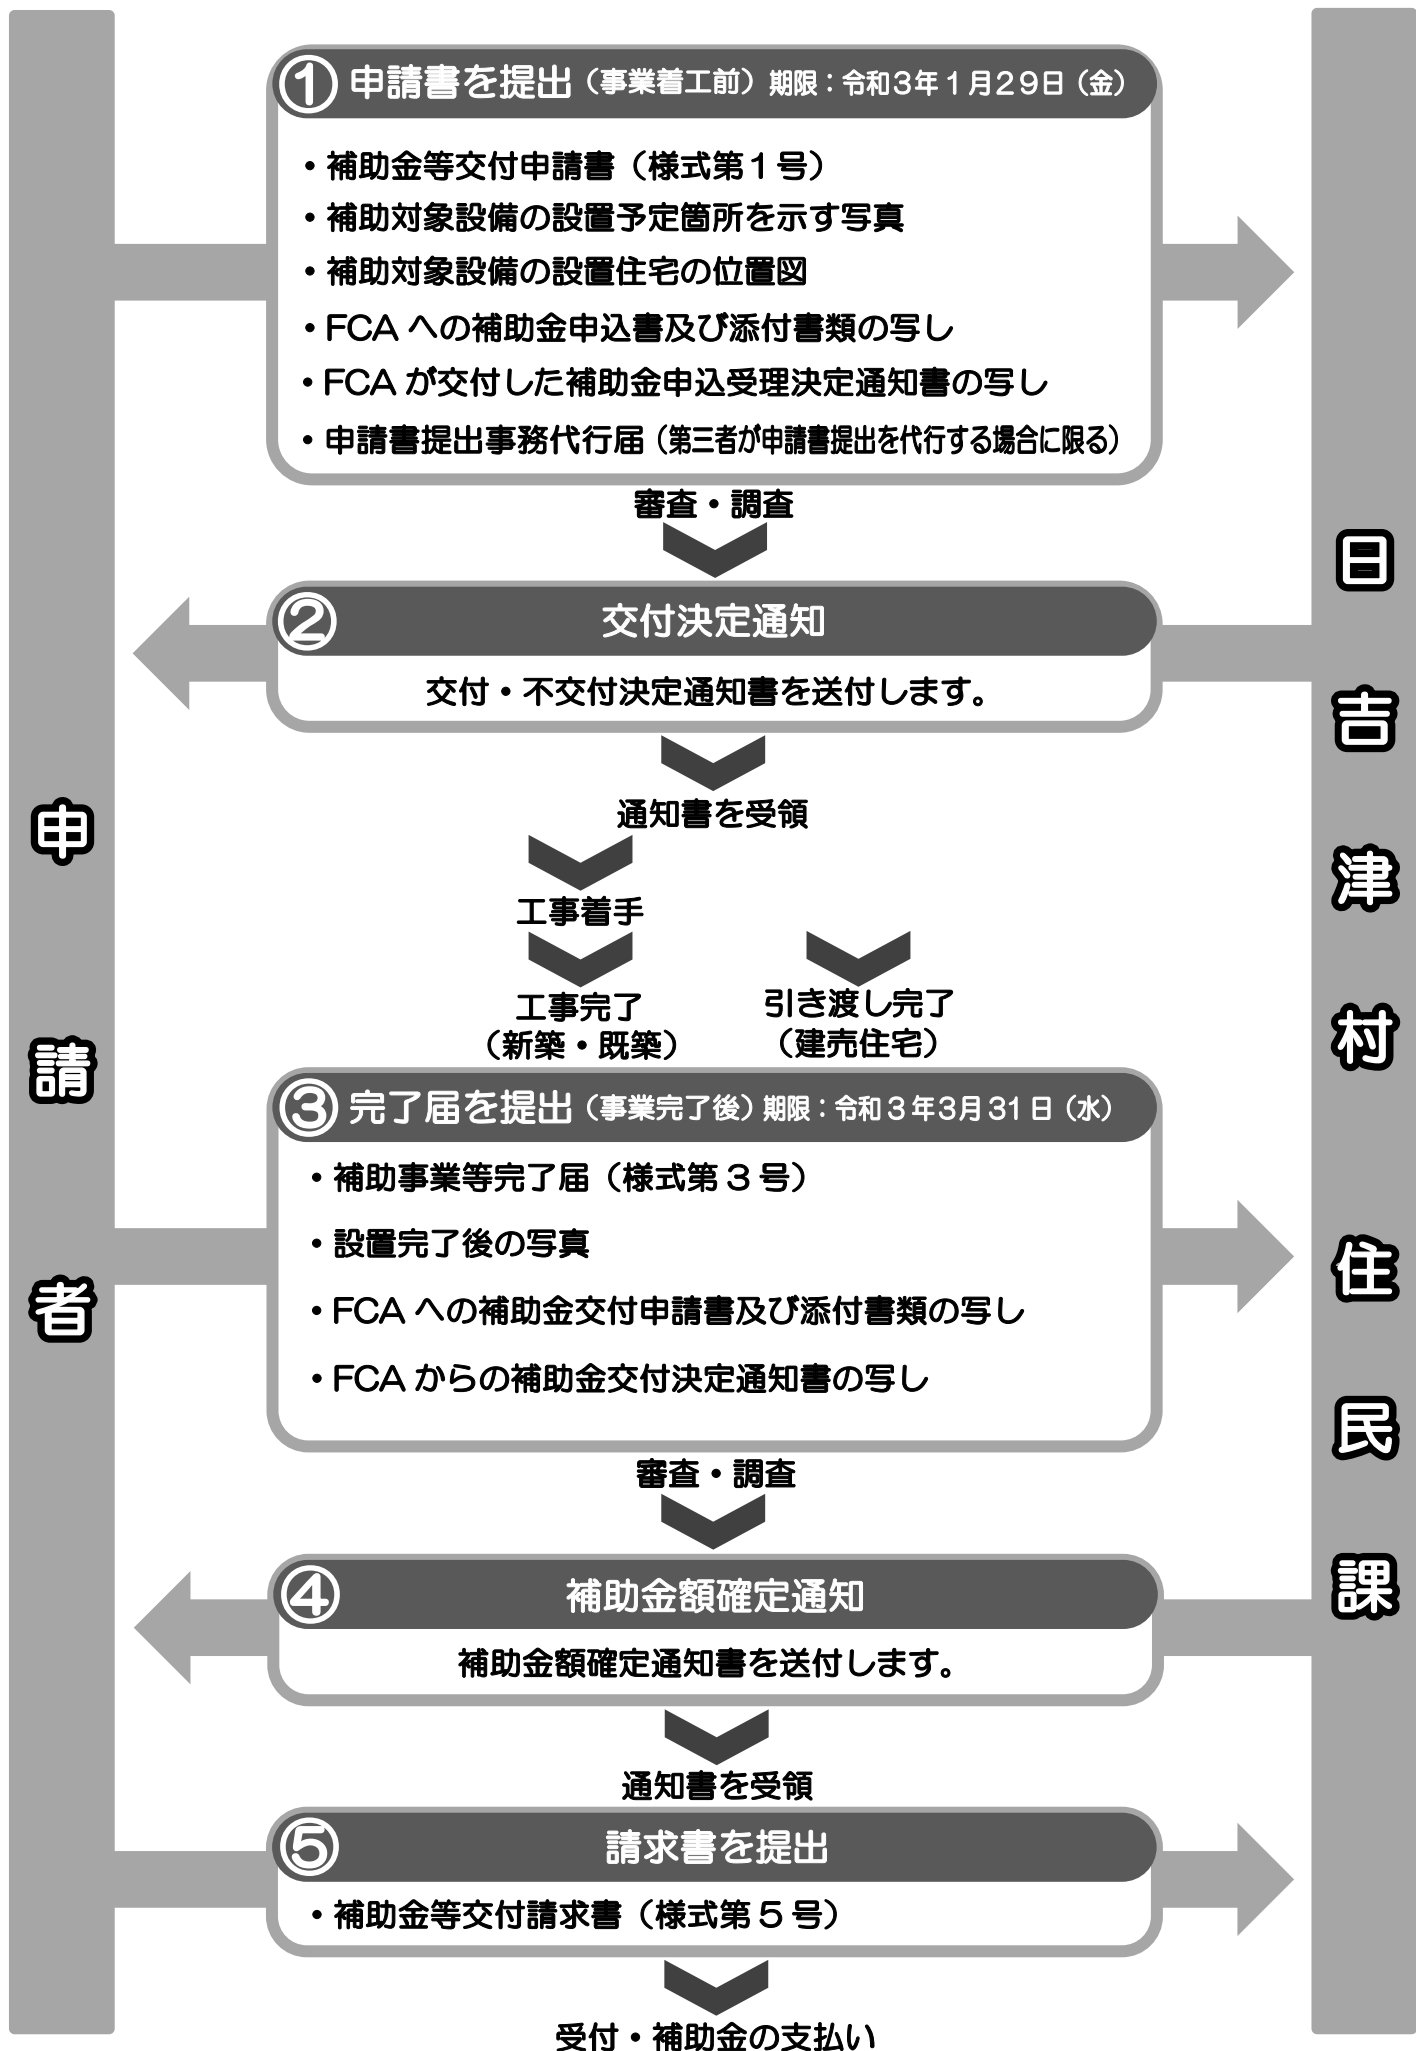 ①申請書を提出（事業着工前）期限：令和３年１月２９日（金）
・補助金等交付申請書（様式第１号）
・補助対象設備の設置予定箇所を示す写真
・補助対象設備の設置住宅の位置図
・FCAへの補助金申込書及び添付書類の写し
・FCAが交付した補助金申込受理決定通知書の写し
・申請書提出事務代行届（第三者が申請書提出を代行する場合に限る）
審査・調査
②交付決定通知
交付・不交付決定通知書を送付します。
通知書を受領
工事着手
工事完了
（新築・既築）
引き渡し完了
（建売住宅）
③完了届を提出（事業完了後）期限：令和３年３月３１日（水）
・補助事業等完了届（様式第３号）
・設置完了後の写真
・FCAへの補助金交付申請書及び添付書類の写し
・FCAからの補助金交付決定通知書の写し
審査・調査
④補助金額確定通知
補助金額確定通知書を送付します。
通知書を受領
⑤請求書を提出
・補助金等交付請求書（様式第５号）
受付・補助金の支払い
申請者
日吉津村　住民課